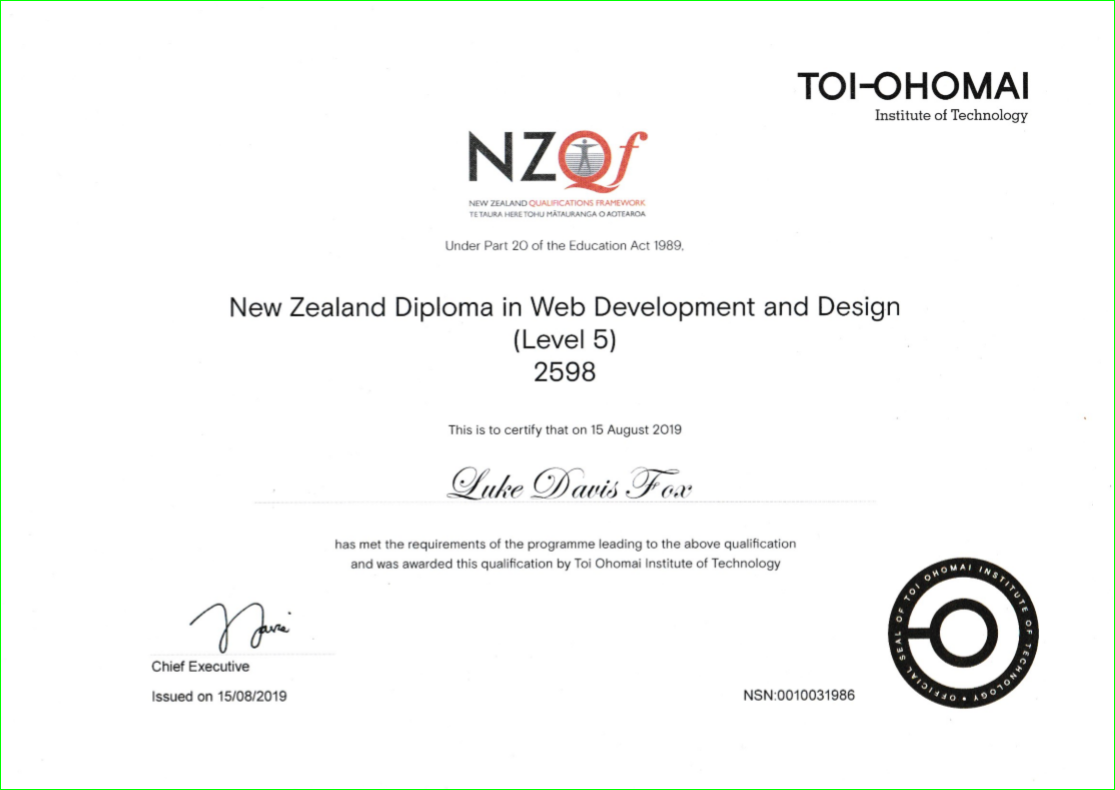 TOI-OHOMAI
Institute of Technology
NZQf
NEW ZEALAND QUALIFICATIONS FRAMEWORK
TE TAURA HERE TOHU MĀTAURANGA O AOTEAROA
Under Part 20 of the Education Act 1989,
New Zealand Diploma in Web Development and Design
(Level 5)
2598
This is to certify that on 15 August 2019
Luke Davis Fox
has met the requirements of the programme leading to the above qualification
and was awarded this qualification by Toi Ohomai Institute of Technology
Chief Executive
Issued on 15/08/2019
NSN:0010031986
OFFICIAL SEAL OF TOI OHOMAI INSTITUTE OF TECHNOLOGY •